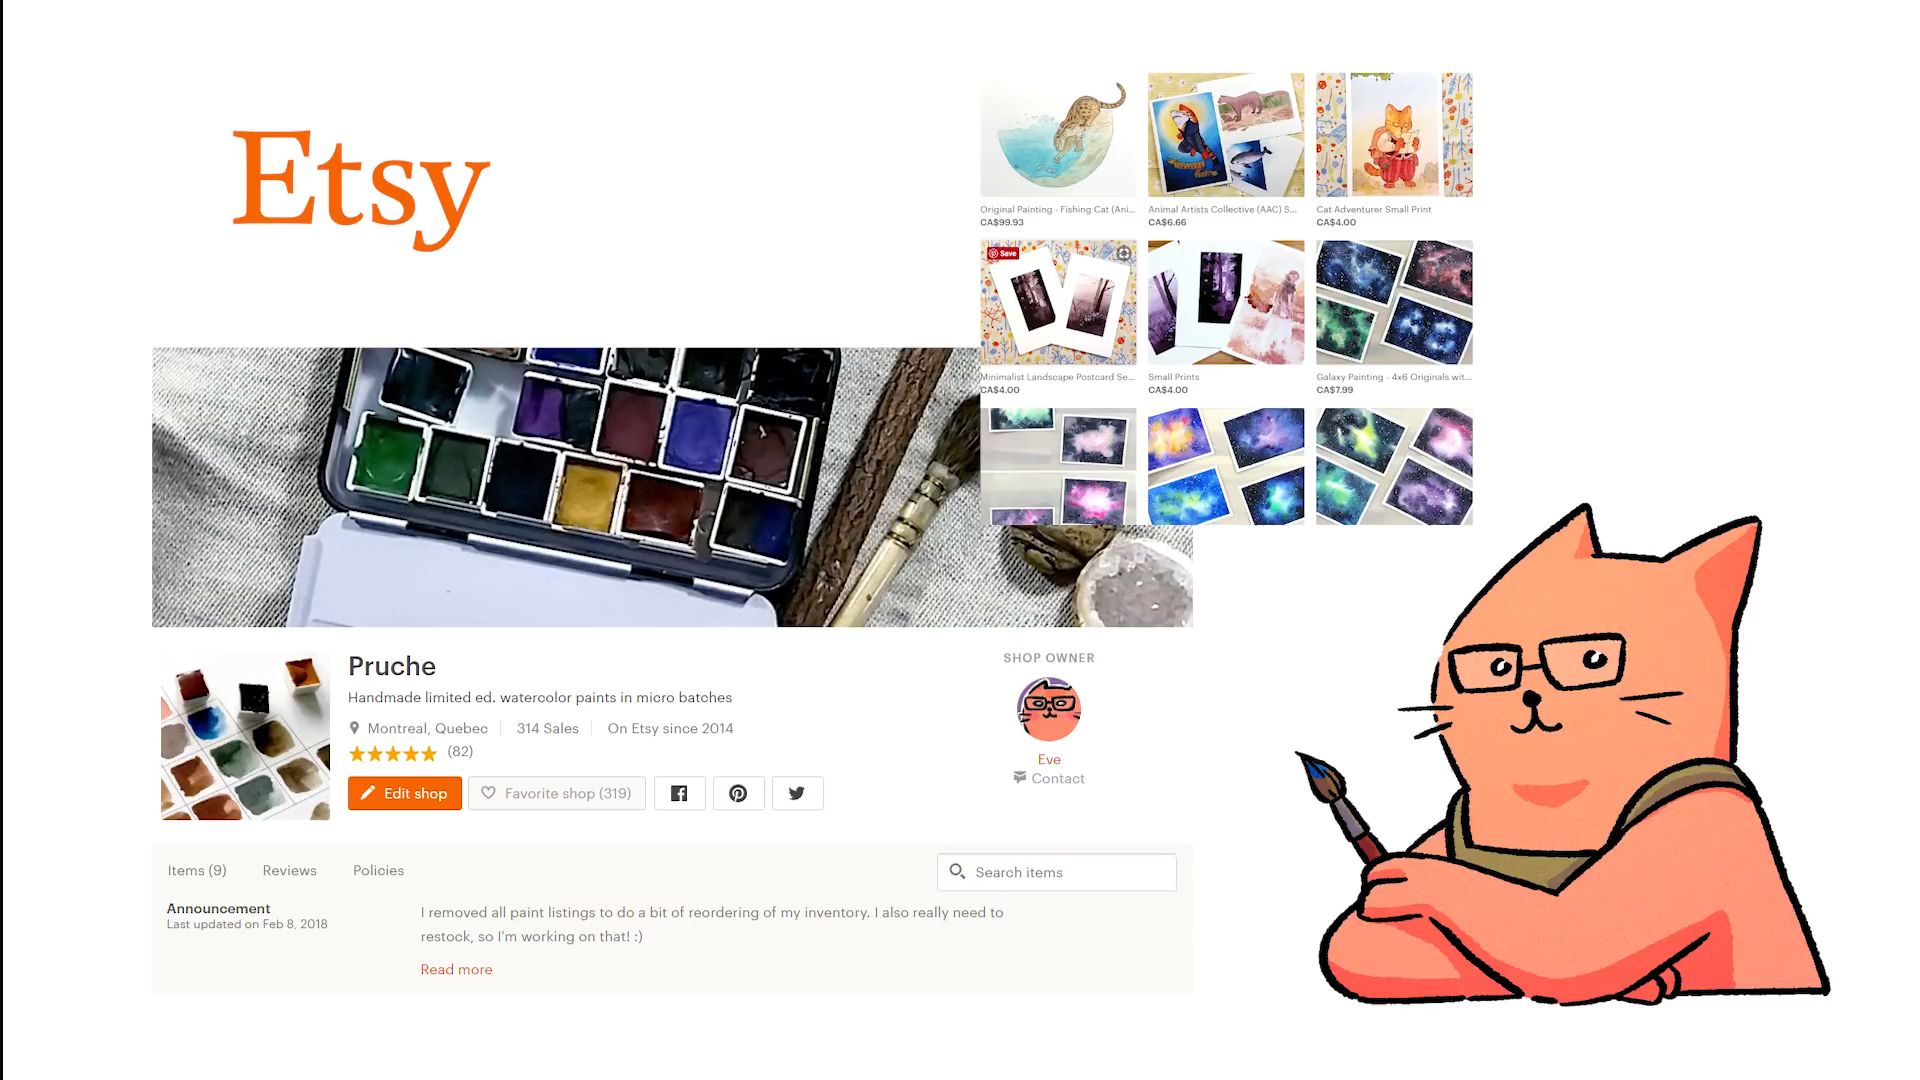 Etsy
Original Painting - Fishing Cat (Ani...
CA$99.93
Animal Artists Collective (AAC) S...
CA$6.66
Cat Adventurer Small Print
CA$4.00
Save
Minimalist Landscape Postcard Se...
CA$4.00
Small Prints
CA$4.00
Galaxy Painting - 4x6 Originals wit...
CA$7.99
Pruche
Handmade limited ed. watercolor paints in micro batches
Montreal, Quebec
314 Sales
On Etsy since 2014
(82)
Edit shop
Favorite shop (319)
SHOP OWNER
Eve
Contact
Items (9)
Reviews
Policies
Search items
Announcement
Last updated on Feb 8, 2018
I removed all paint listings to do a bit of reordering of my inventory. I also really need to
restock, so I'm working on that! :)
Read more